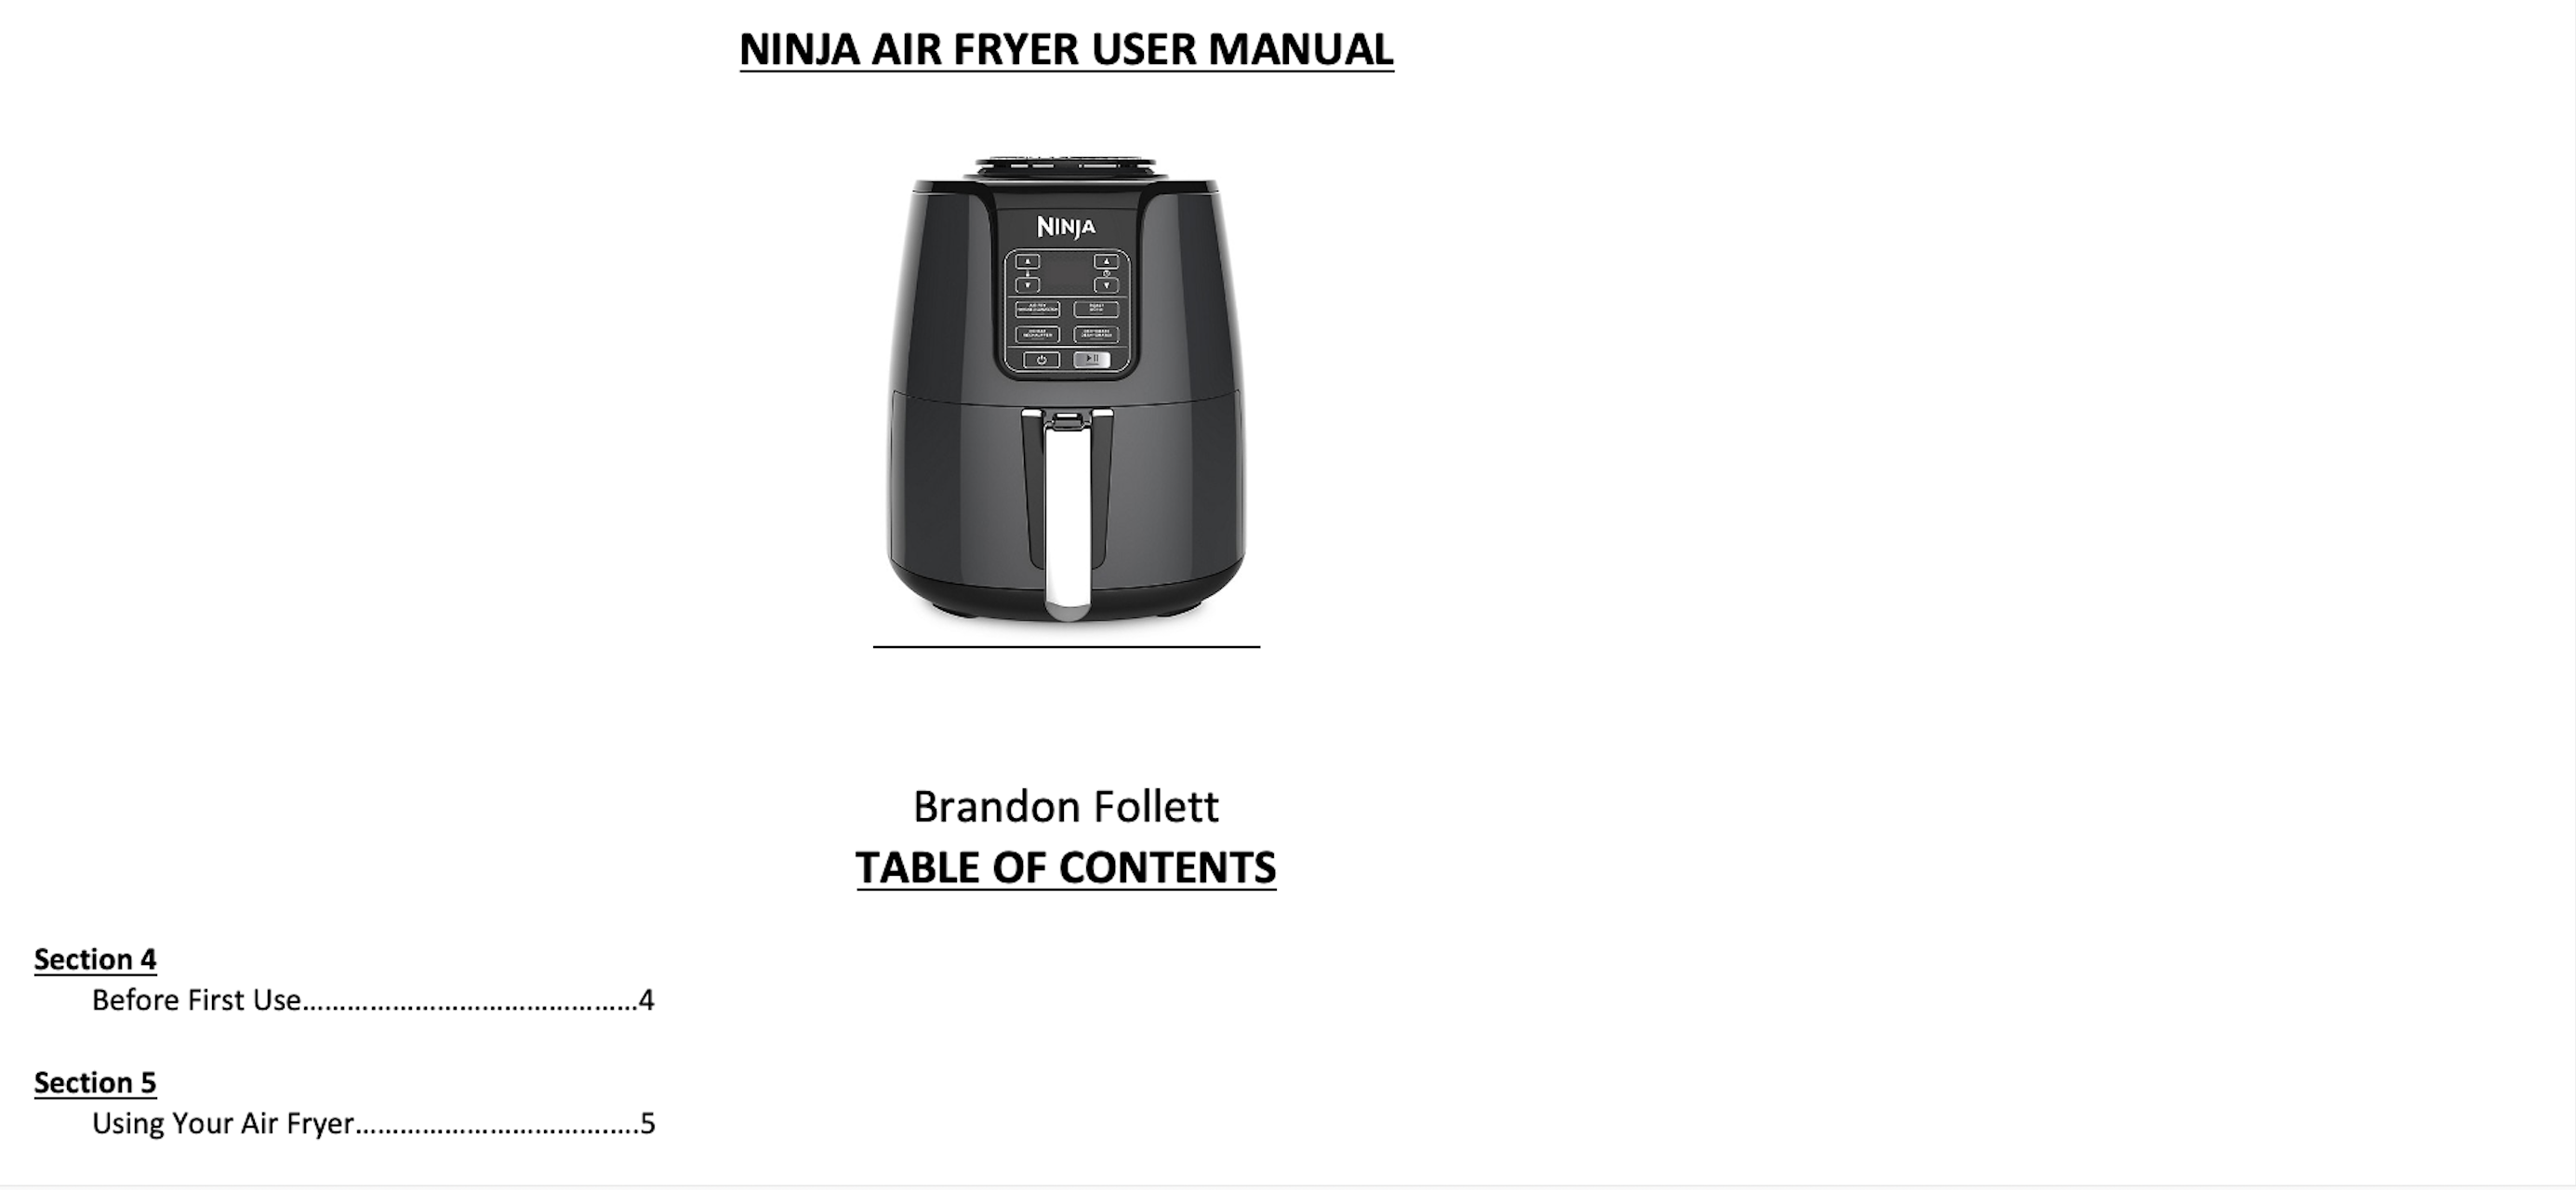 NINJA AIR FRYER USER MANUAL
NINJA
Brandon Follett
TABLE OF CONTENTS
Section 4
Before First Use…………………………………………4
Section 5
Using Your Air Fryer……………………………………5